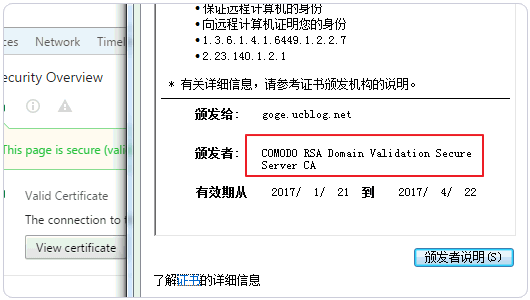 ces Network Timel
ecurity Overview
This page is secure (valid
Valid Certificate
The connection to t
View certificate
• 保证远程计算机的身份
• 向远程计算机证明您的身份
• 1.3.6.1.4.1.6449.1.2.2.7
• 2.23.140.1.2.1
* 有关详细信息，请参考证书颁发机构的说明。
颁发给： goge.ucblog.net
颁发者： COMODO RSA Domain Validation Secure
Server CA
有效期从 2017/ 1/ 21 到 2017/ 4/ 22
颁发者说明(S)
了解证书的详细信息